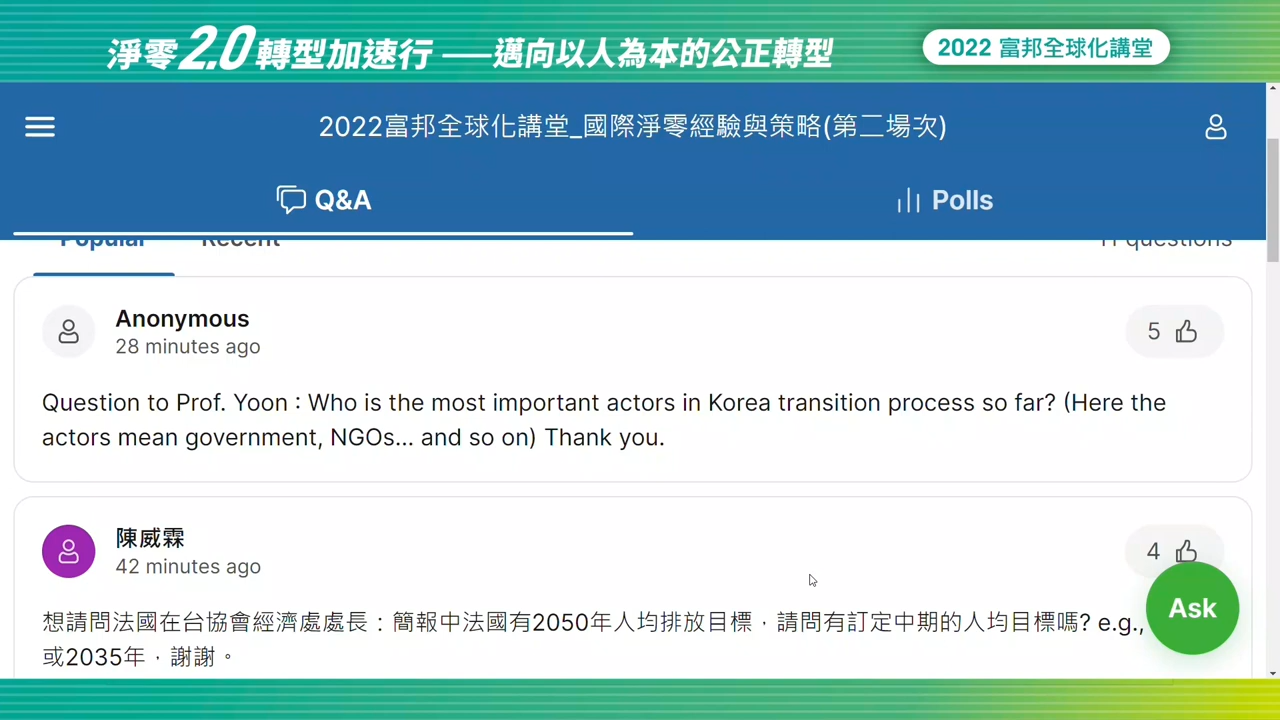 淨零2.0轉型加速行 ——邁向以人為本的公正轉型
2022 富邦全球化講堂
2022富邦全球化講堂_國際淨零經驗與策略(第二場次)
Q&A
Polls
Popular
Recent
11 questions
Anonymous
28 minutes ago
5
Question to Prof. Yoon : Who is the most important actors in Korea transition process so far? (Here the
actors mean government, NGOs... and so on) Thank you.
陳威霖
42 minutes ago
4
想請問法國在台協會經濟處處長：簡報中法國有2050年人均排放目標，請問有訂定中期的人均目標嗎? e.g.,
或2035年，謝謝。
Ask